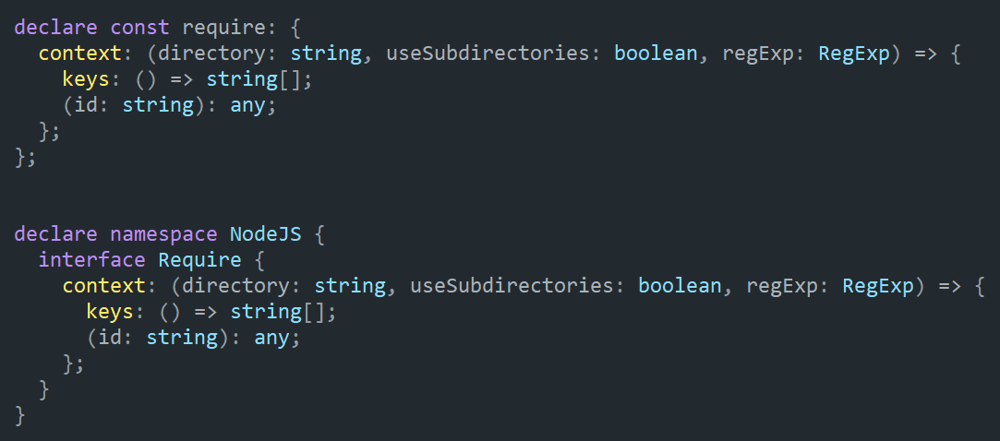 declare const require: {
  context: (directory: string, useSubdirectories: boolean, regExp: RegExp) => {
    keys: () => string[];
    (id: string): any;
  };
};
declare namespace NodeJS {
  interface Require {
    context: (directory: string, useSubdirectories: boolean, regExp: RegExp) => {
      keys: () => string[];
      (id: string): any;
    };
  }
}